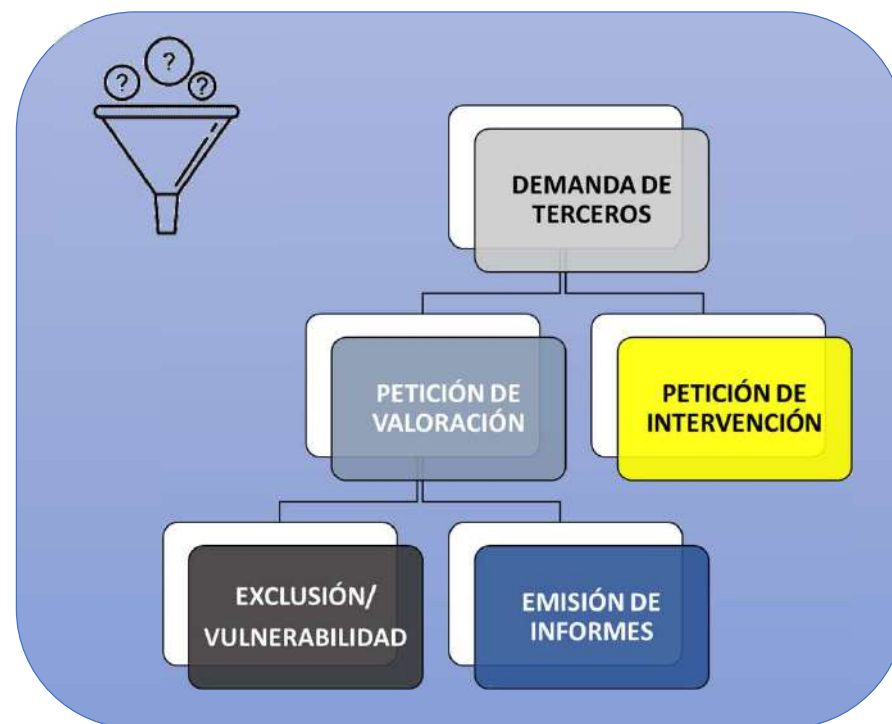 ?
?
?
DEMANDA DE
TERCEROS
PETICIÓN DE
VALORACIÓN
PETICIÓN DE
INTERVENCIÓN
EXCLUSIÓN/
VULNERABILIDAD
EMISIÓN DE
INFORMES